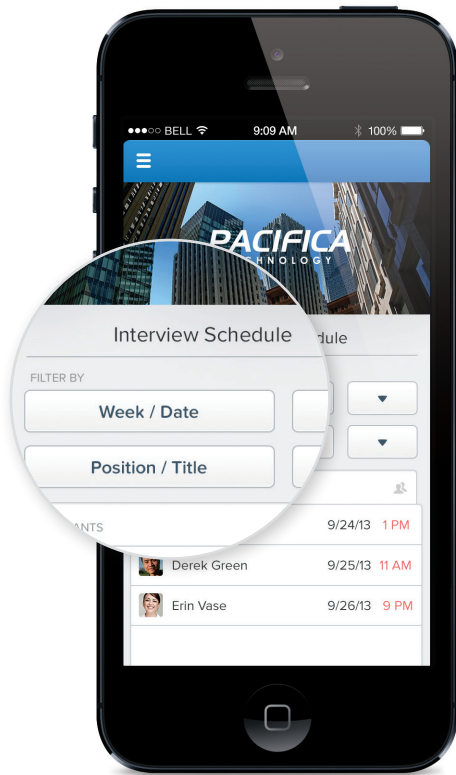 ●●●○○ BELL 9:09 AM 100%
PACIFICA
CHNOLOGY
Interview Schedule
dule
FILTER BY
Week / Date
Position / Title
ANTS
9/24/13 1 PM
Derek Green 9/25/13 11 AM
Erin Vase 9/26/13 9 PM